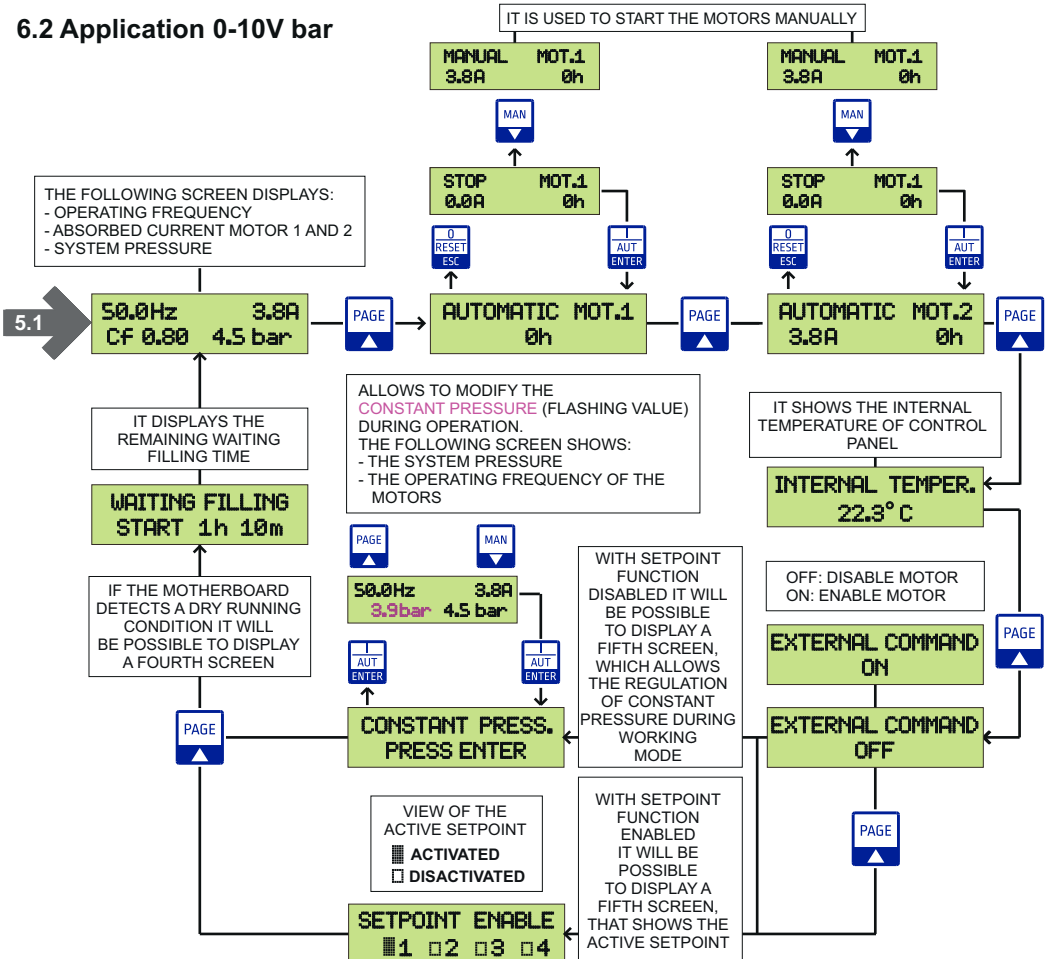 6.2 Application 0-10V bar
IT IS USED TO START THE MOTORS MANUALLY
MANUAL MOT.1
3.8A 0h
MANUAL MOT.1
3.8A 0h
MAN
MAN
STOP MOT.1
0.0A 0h
STOP MOT.1
0.0A 0h
THE FOLLOWING SCREEN DISPLAYS:
- OPERATING FREQUENCY
- ABSORBED CURRENT MOTOR 1 AND 2
- SYSTEM PRESSURE
0
RESET
ESC
I
AUT
ENTER
0
RESET
ESC
I
AUT
ENTER
5.1
50.0Hz 3.8A
Cf 0.80 4.5 bar
PAGE
AUTOMATIC MOT.1
0h
PAGE
AUTOMATIC MOT.2
3.8A 0h
PAGE
IT DISPLAYS THE
REMAINING WAITING
FILLING TIME
ALLOWS TO MODIFY THE
CONSTANT PRESSURE (FLASHING VALUE)
DURING OPERATION.
THE FOLLOWING SCREEN SHOWS:
- THE SYSTEM PRESSURE
- THE OPERATING FREQUENCY OF THE
MOTORS
IT SHOWS THE INTERNAL
TEMPERATURE OF CONTROL
PANEL
INTERNAL TEMPER.
22.3°C
WAITING FILLING
START 1h 10m
PAGE
MAN
50.0Hz 3.8A
3.9bar 4.5 bar
I
AUT
ENTER
I
AUT
ENTER
WITH SETPOINT
FUNCTION
DISABLED IT WILL
BE POSSIBLE
TO DISPLAY A
FIFTH SCREEN,
WHICH ALLOWS
THE REGULATION
OF CONSTANT
PRESSURE DURING
WORKING
MODE
OFF: DISABLE MOTOR
ON: ENABLE MOTOR
IF THE MOTHERBOARD
DETECTS A DRY RUNNING
CONDITION IT WILL
BE POSSIBLE TO DISPLAY
A FOURTH SCREEN
PAGE
EXTERNAL COMMAND
ON
PAGE
CONSTANT PRESS.
PRESS ENTER
EXTERNAL COMMAND
OFF
VIEW OF THE
ACTIVE SETPOINT
ACTIVATED
DISACTIVATED
WITH SETPOINT
FUNCTION
ENABLED
IT WILL BE
POSSIBLE
TO DISPLAY A
FIFTH SCREEN,
THAT SHOWS THE
ACTIVE SETPOINT
PAGE
SETPOINT ENABLE
1 2 3 4